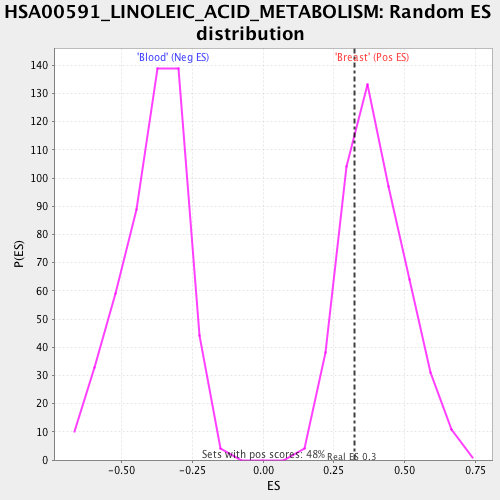 HSA00591_LINOLEIC_ACID_METABOLISM: Random ES
distribution
'Blood' (Neg ES)
'Breast' (Pos ES)
140
130
120
110
100
90
80
70
60
50
40
30
20
10
0
P(ES)
Sets with pos scores: 48%
Real ES 0.3
-0.50
-0.25
0.00
0.25
0.50
0.75
ES